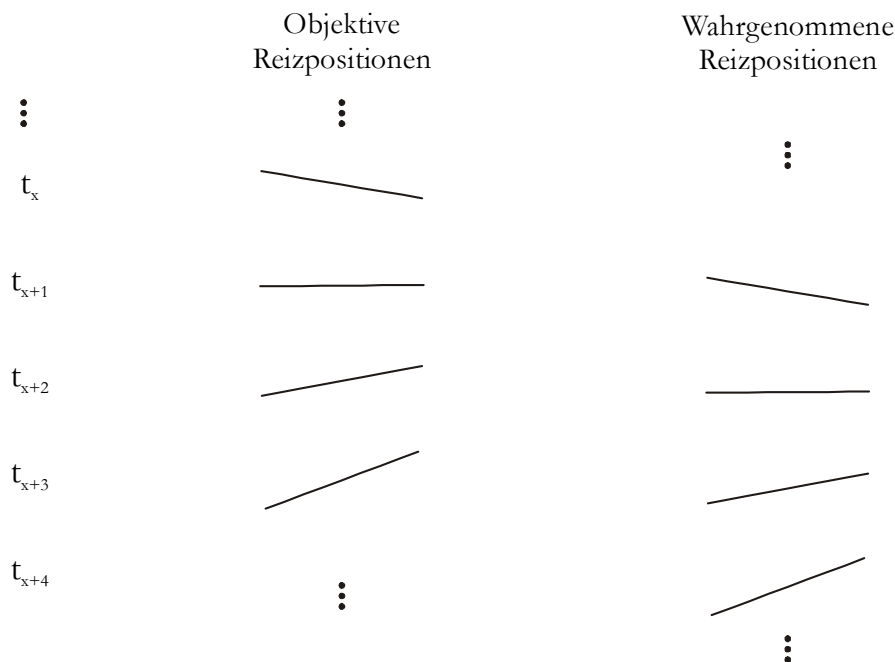 Objektive
Reizpositionen
Wahrgenommene
Reizpositionen
tₓ
tₓ₊₁
tₓ₊₂
tₓ₊₃
tₓ₊₄